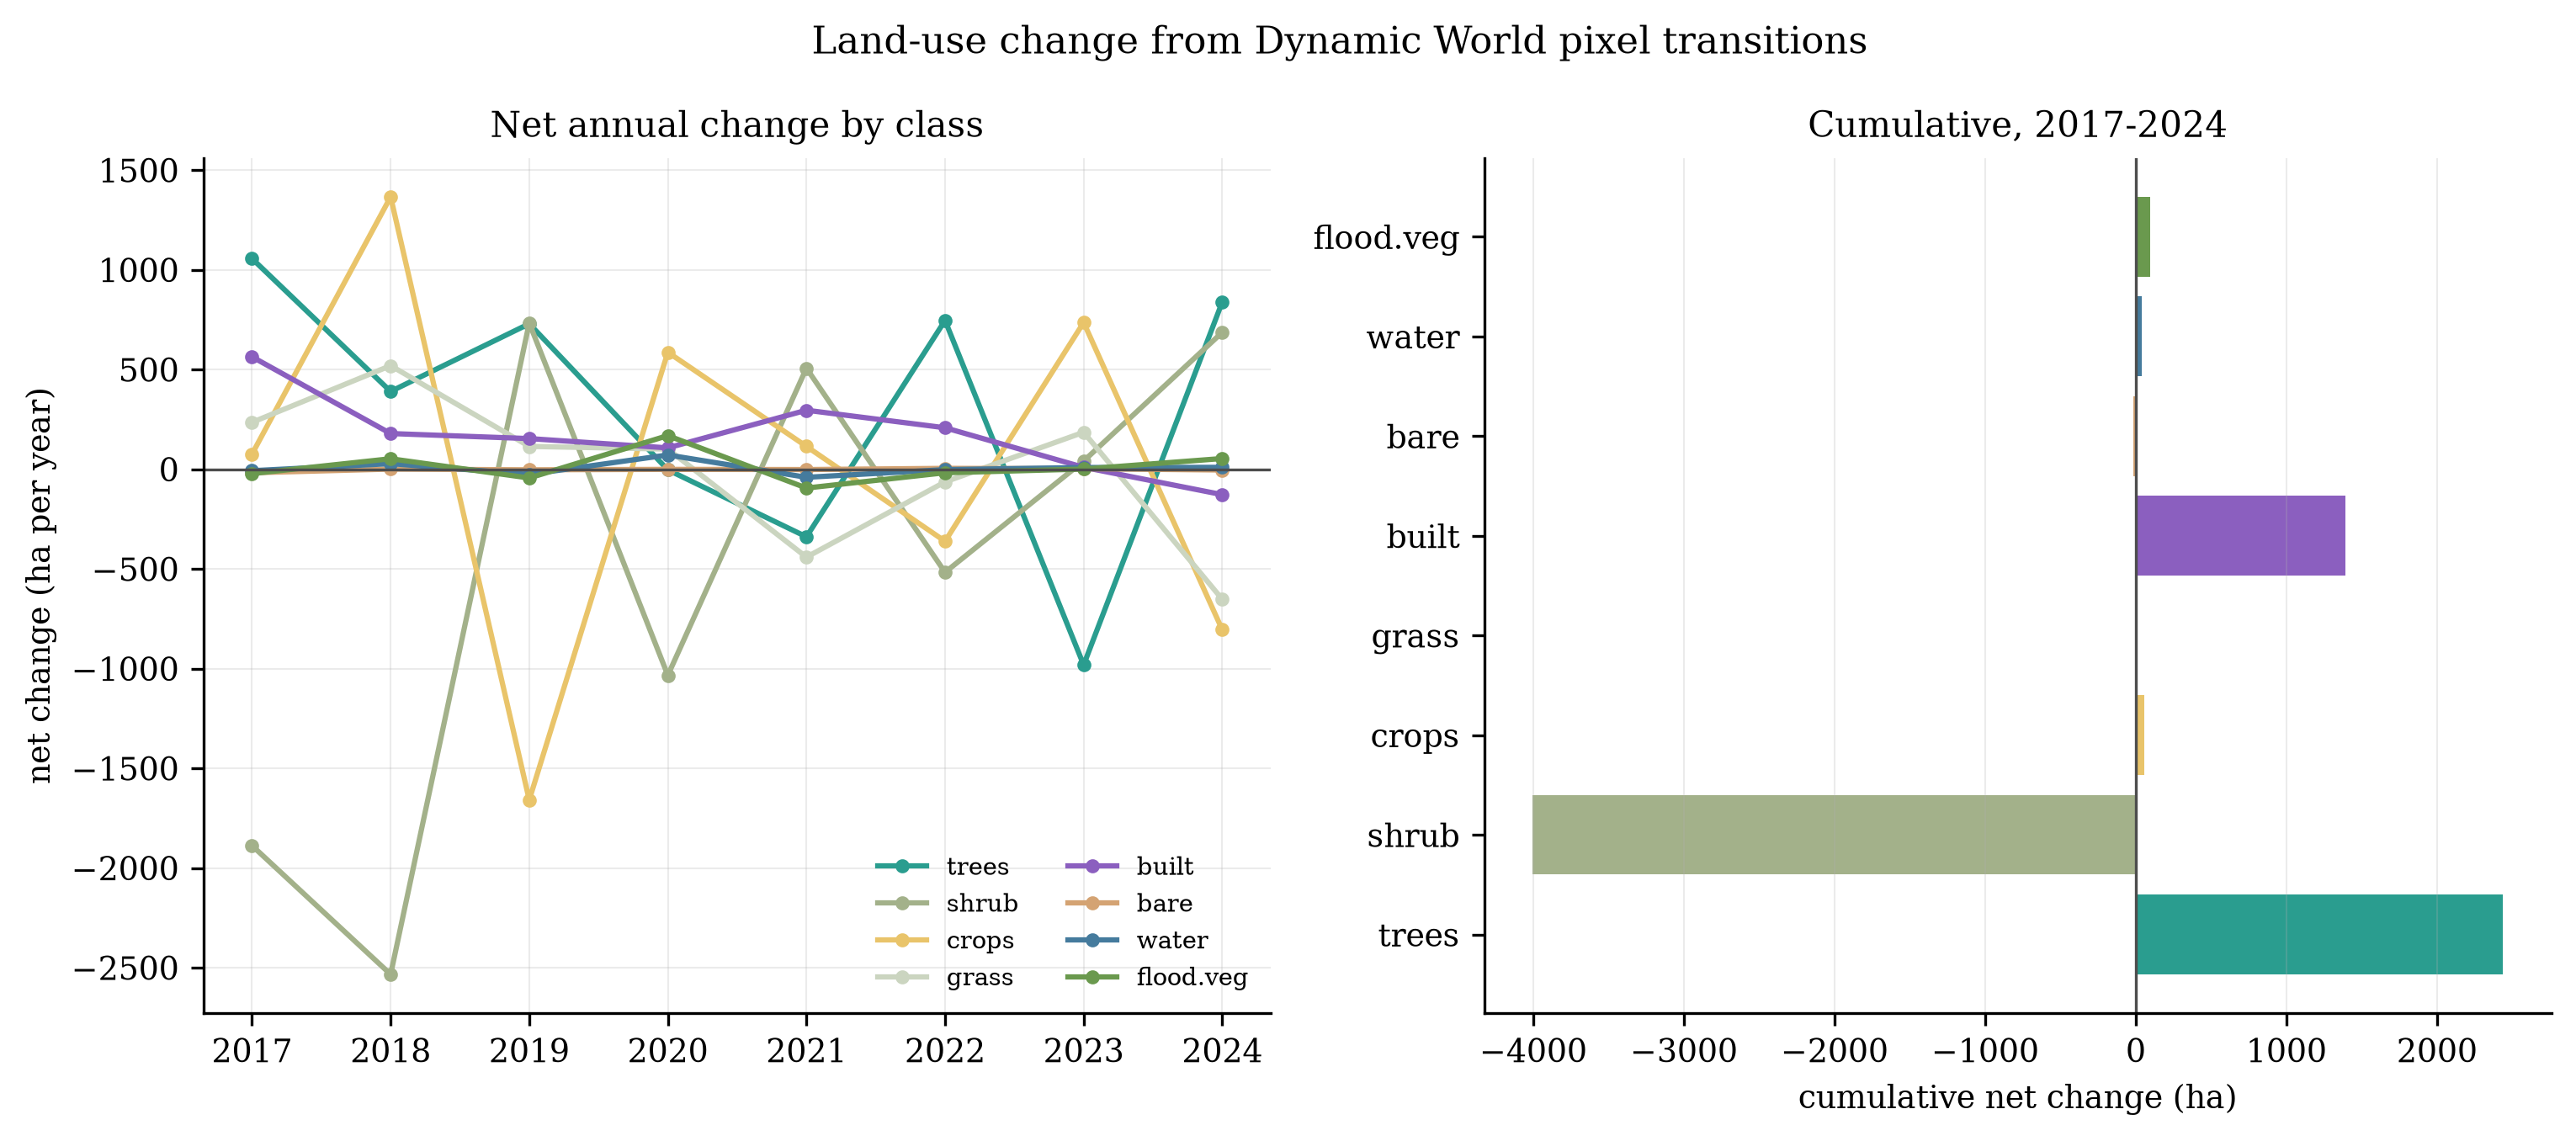 Land-use change from Dynamic World pixel transitions
Net annual change by class
net change (ha per year)
1500
1000
500
0
−500
−1000
−1500
−2000
−2500
2017 2018 2019 2020 2021 2022 2023 2024
trees built
shrub bare
crops water
grass flood.veg
Cumulative, 2017-2024
flood.veg
water
bare
built
grass
crops
shrub
trees
−4000 −3000 −2000 −1000 0 1000 2000
cumulative net change (ha)